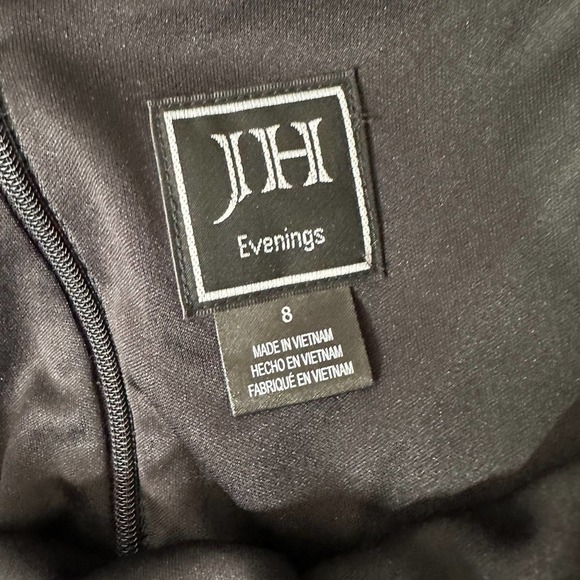 JH
Evenings
8
MADE IN VIETNAM
HECHO EN VIETNAM
FABRIQUÉ EN VIETNAM